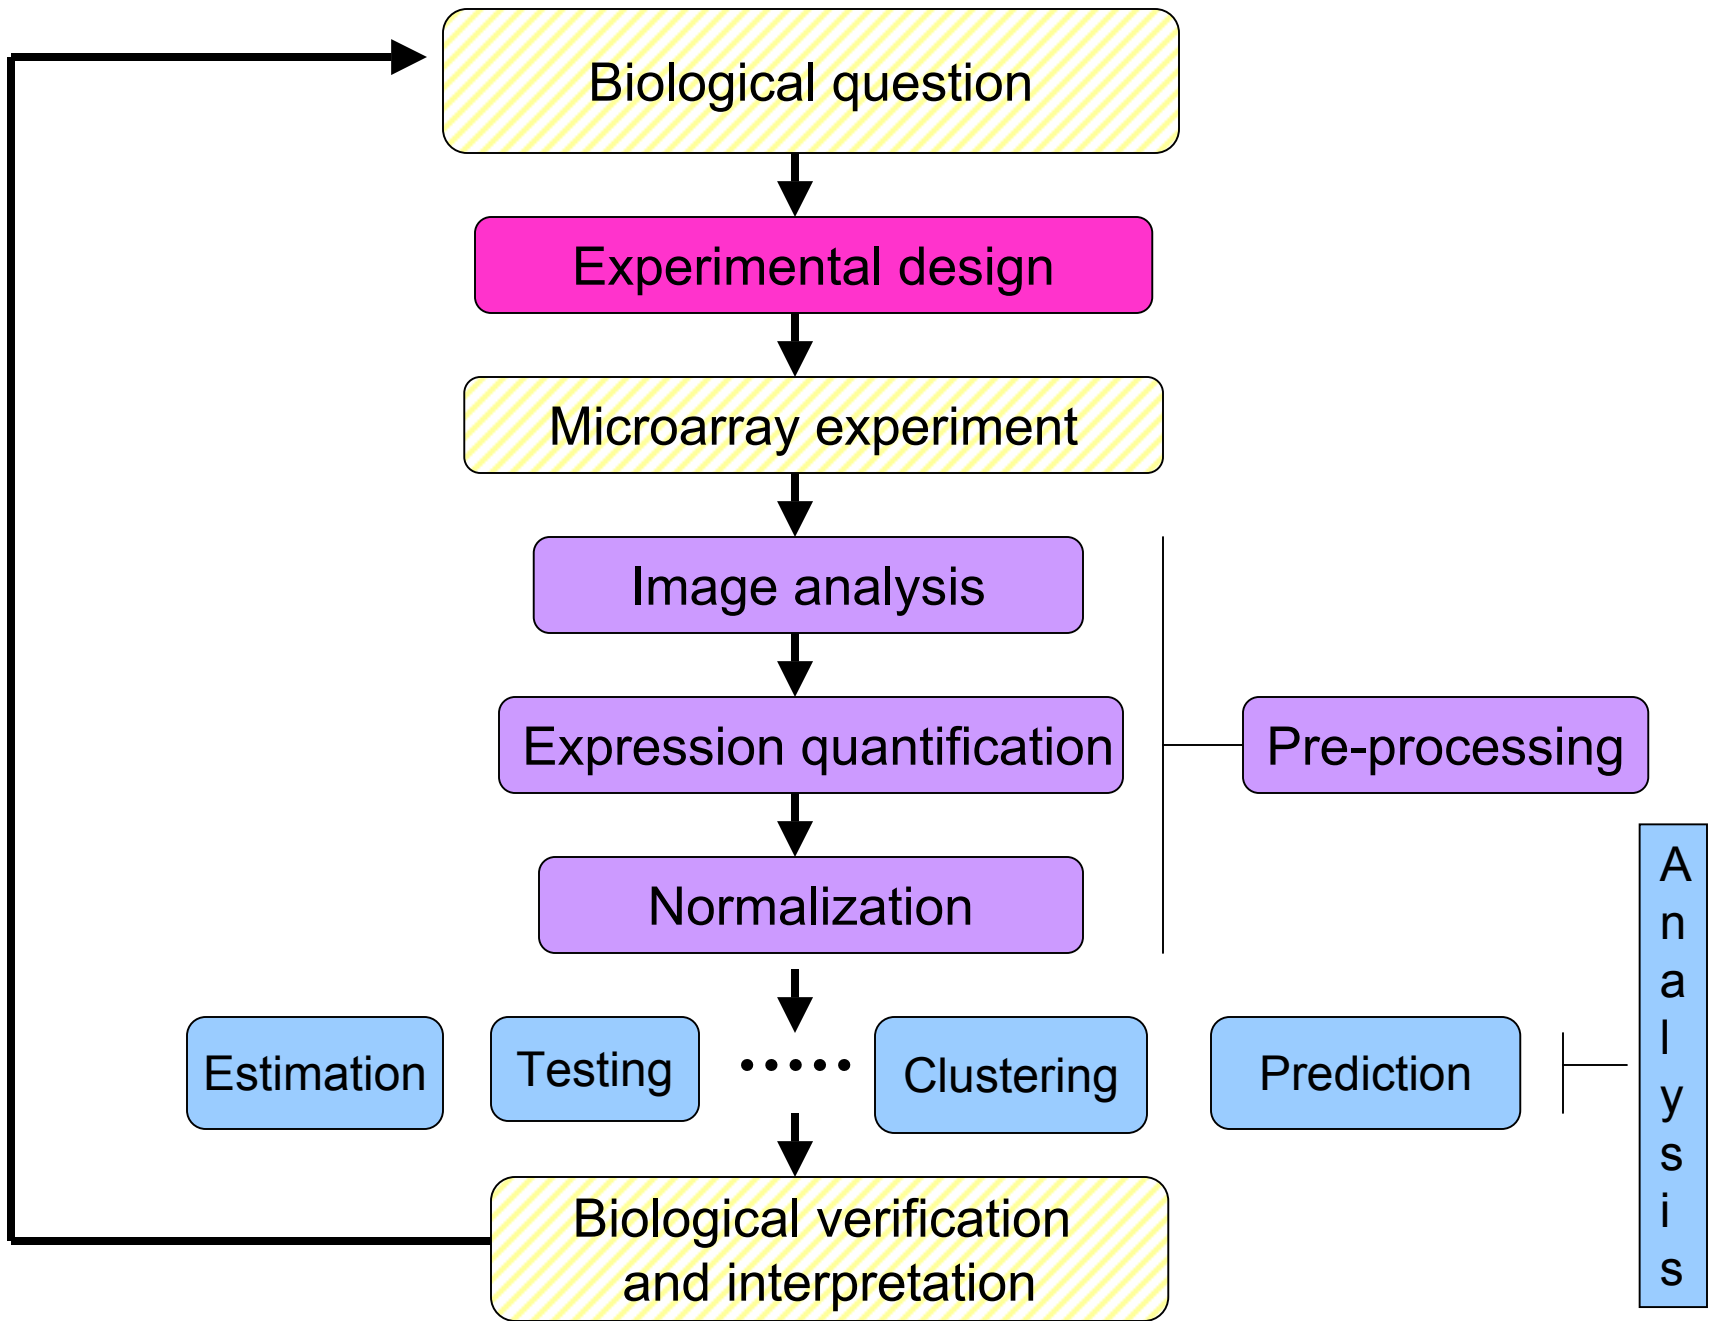 Biological question
Experimental design
Microarray experiment
Image analysis
Expression quantification
Pre-processing
Normalization
Analysis
Estimation
Testing
.....
Clustering
Prediction
Biological verification
and interpretation